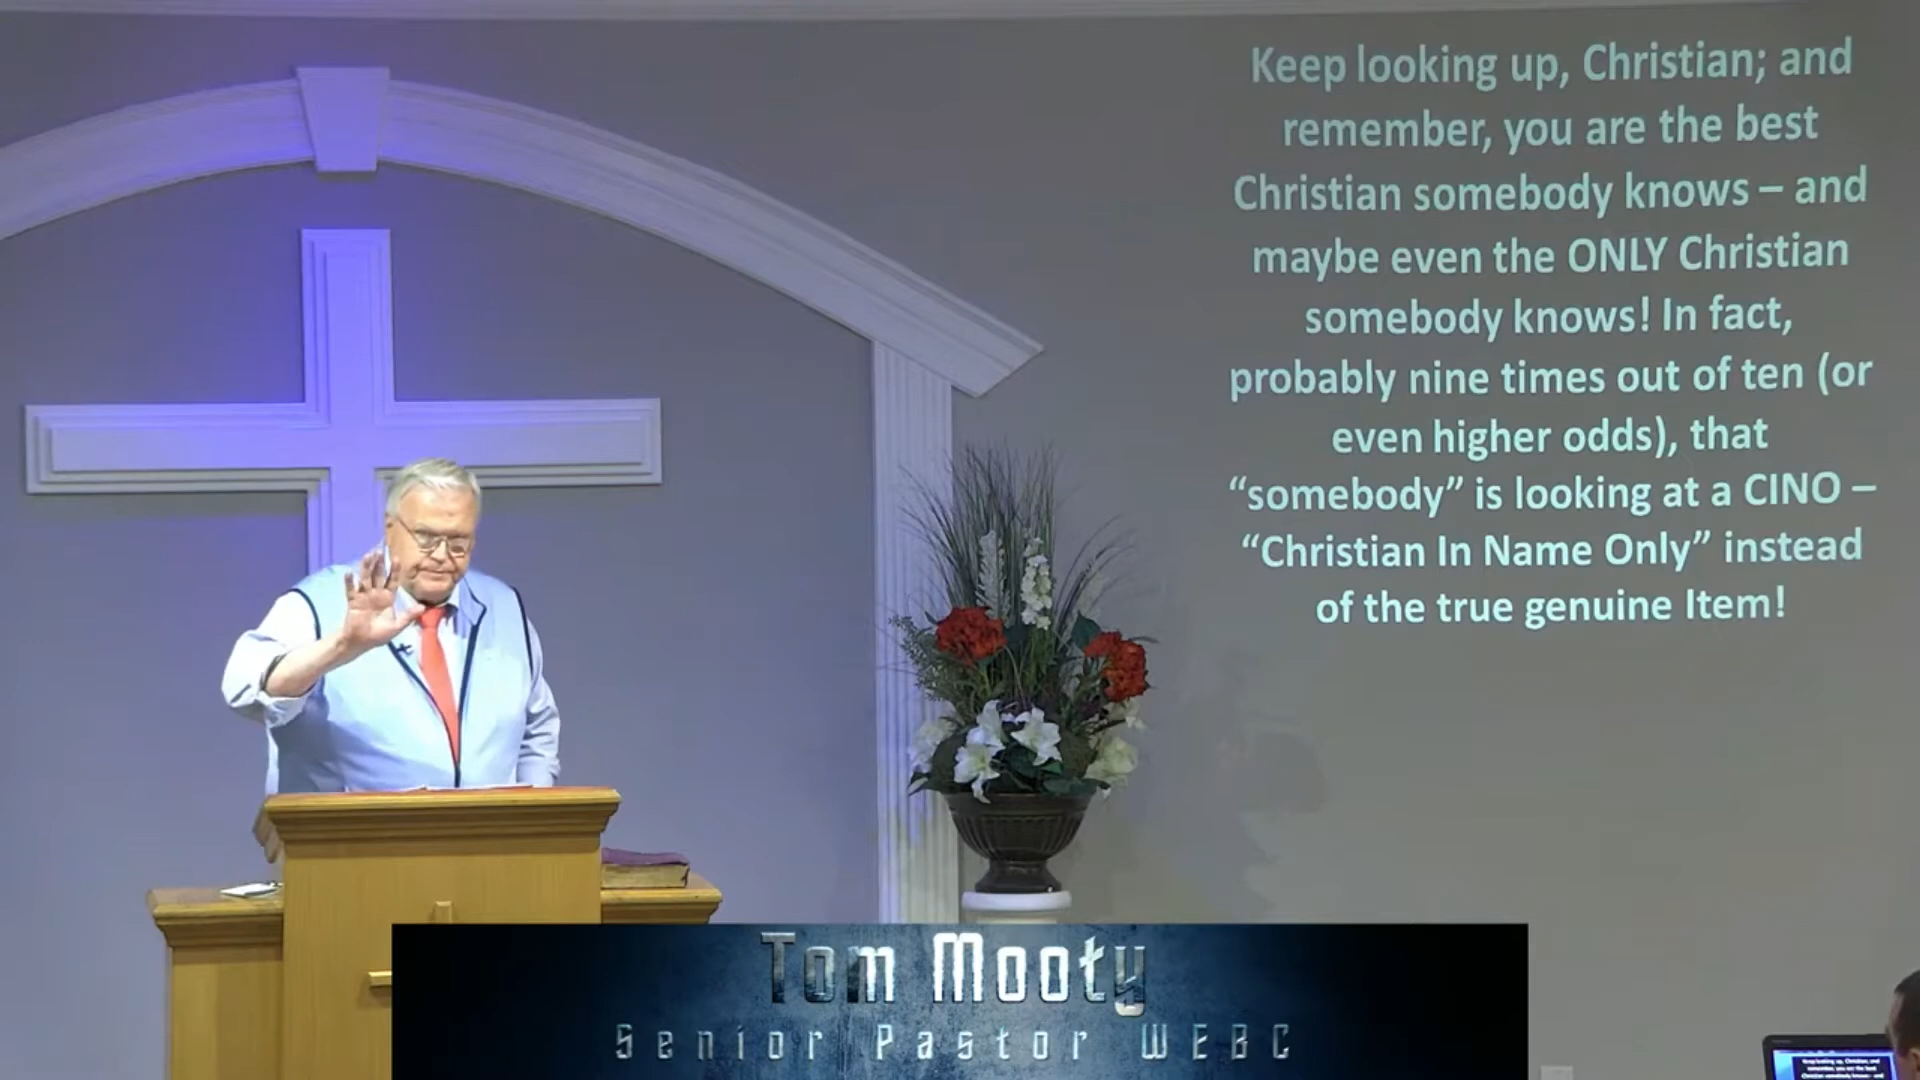 Keep looking up, Christian; and
remember, you are the best
Christian somebody knows – and
maybe even the ONLY Christian
somebody knows! In fact,
probably nine times out of ten (or
even higher odds), that
“somebody” is looking at a CINO –
“Christian In Name Only” instead
of the true genuine Item!
Tom Mooty
Senior Pastor WEBC